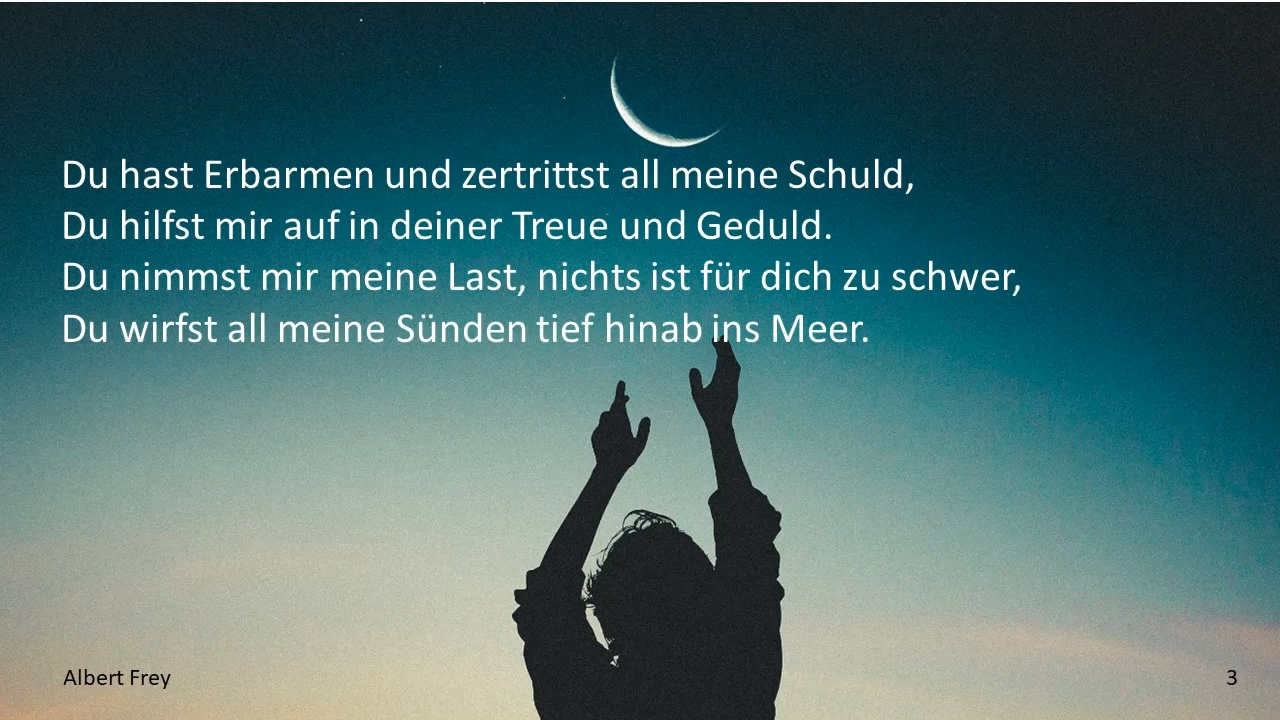 Du hast Erbarmen und zertrittst all meine Schuld,
Du hilfst mir auf in deiner Treue und Geduld.
Du nimmst mir meine Last, nichts ist für dich zu schwer,
Du wirfst all meine Sünden tief hinab ins Meer.
Albert Frey
3